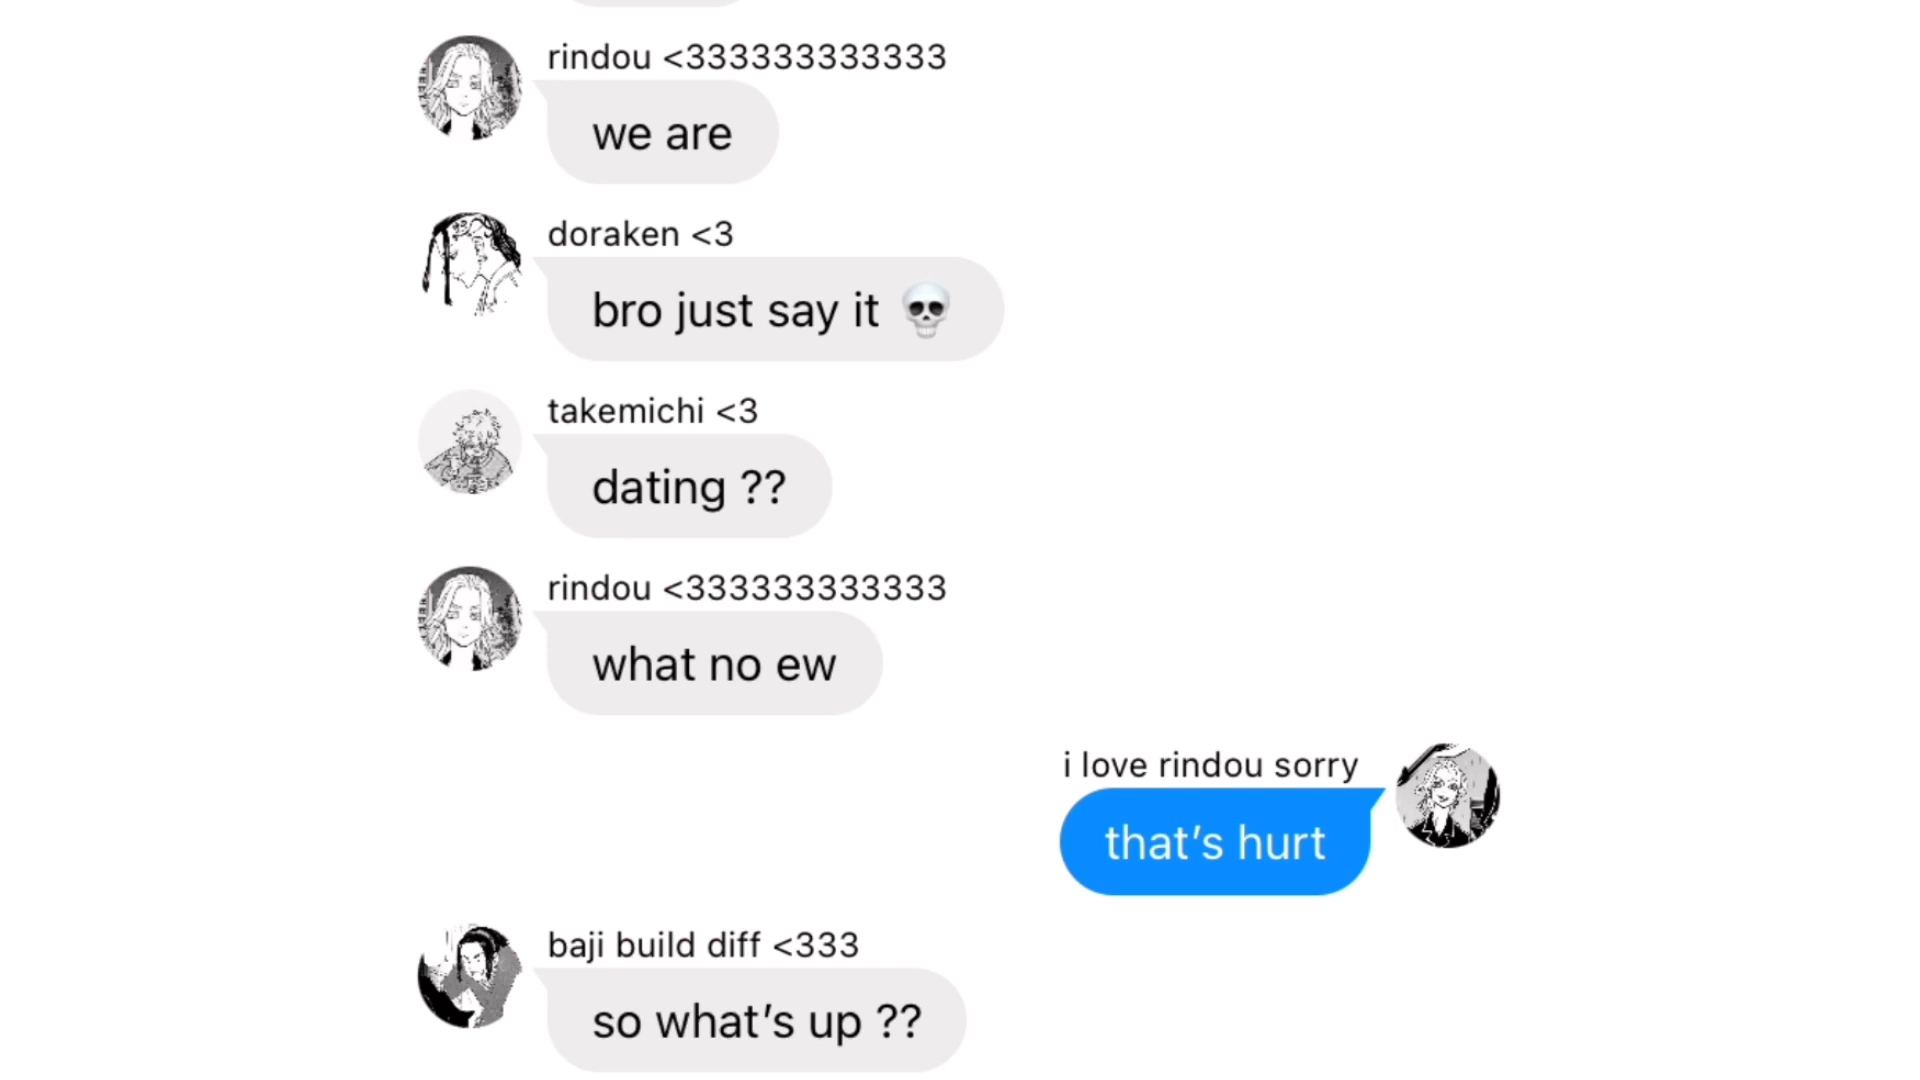 rindou <333333333333
we are
doraken <3
bro just say it 💀
takemichi <3
dating ??
rindou <333333333333
what no ew
i love rindou sorry
that’s hurt
baji build diff <333
so what’s up ??